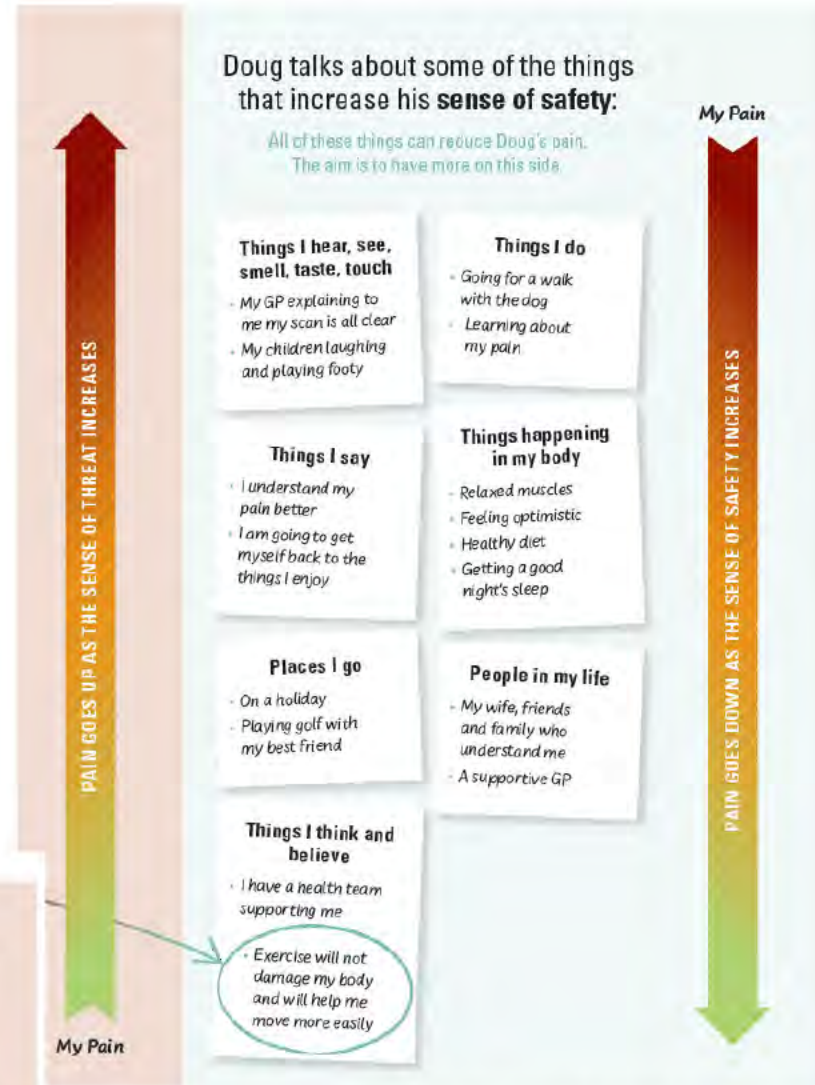 Doug talks about some of the things
that increase his sense of safety:
All of these things can reduce Doug's pain.
The aim is to have more on this side.
My Pain
PAIN GOES UP AS THE SENSE OF THREAT INCREASES
Things I hear, see,
smell, taste, touch
- My GP explaining to
me my scan is all clear
- My children laughing
and playing footy
Things I do
- Going for a walk
with the dog
- Learning about
my pain
Things I say
- I understand my
pain better
- I am going to get
myself back to the
things I enjoy
Things happening
in my body
- Relaxed muscles
- Feeling optimistic
- Healthy diet
- Getting a good
night's sleep
Places I go
- On a holiday
- Playing golf with
my best friend
People in my life
- My wife, friends
and family who
understand me
- A supportive GP
Things I think and
believe
- I have a health team
supporting me
- Exercise will not
damage my body
and will help me
move more easily
PAIN GOES DOWN AS THE SENSE OF SAFETY INCREASES
My Pain